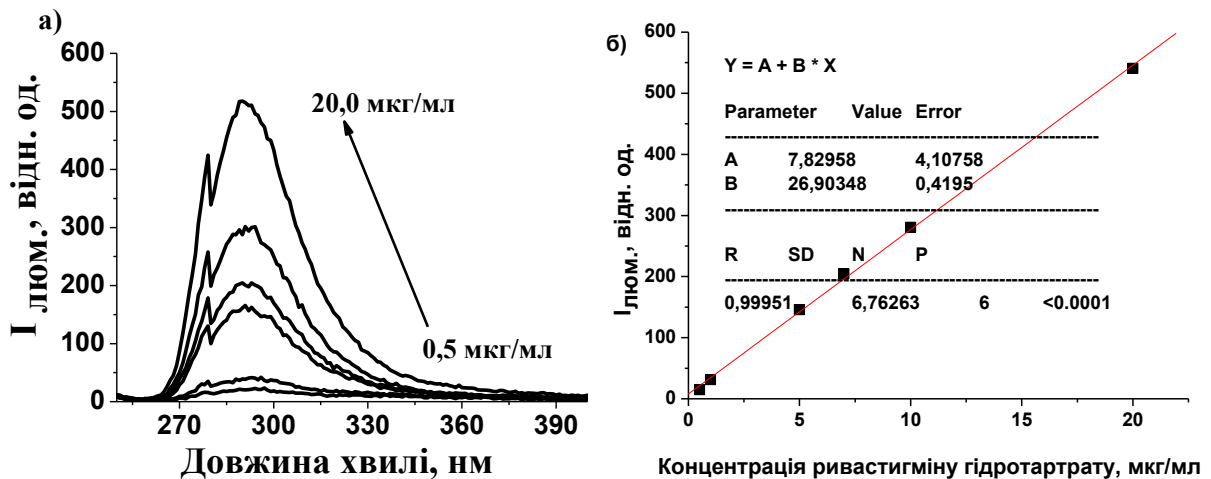 а)
600
500
400
300
200
100
0
I люм., відн. од.
20,0 мкг/мл
0,5 мкг/мл
270 300 330 360 390
Довжина хвилі, нм
б)
600
500
400
300
200
100
0
Iлюм., відн. од.
Y = A + B * X
Parameter Value Error
------------------------------------------------------------
A 7,82958 4,10758
B 26,90348 0,4195
------------------------------------------------------------
R SD N P
------------------------------------------------------------
0,99951 6,76263 6 <0.0001
0 5 10 15 20
Концентрація ривастигміну гідротартрату, мкг/мл